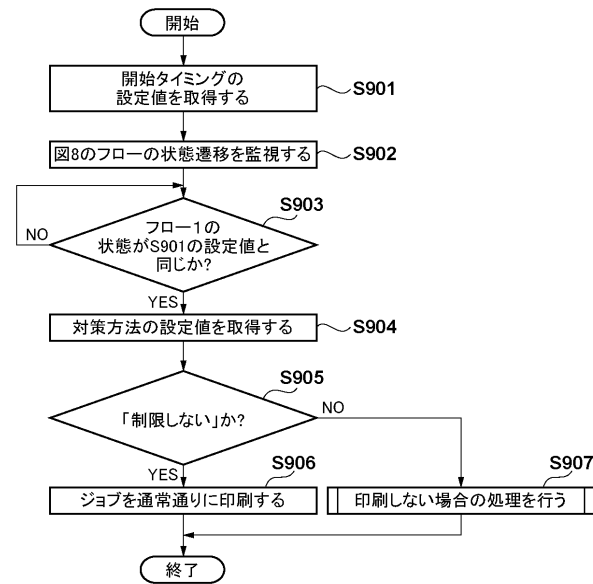 開始
開始タイミングの
設定値を取得する
S901
図8のフローの状態遷移を監視する
S902
S903
フロー1の
状態がS901の設定値と
同じか?
NO
YES
対策方法の設定値を取得する
S904
S905
「制限しない」か?
NO
YES
S906
ジョブを通常通りに印刷する
S907
印刷しない場合の処理を行う
終了